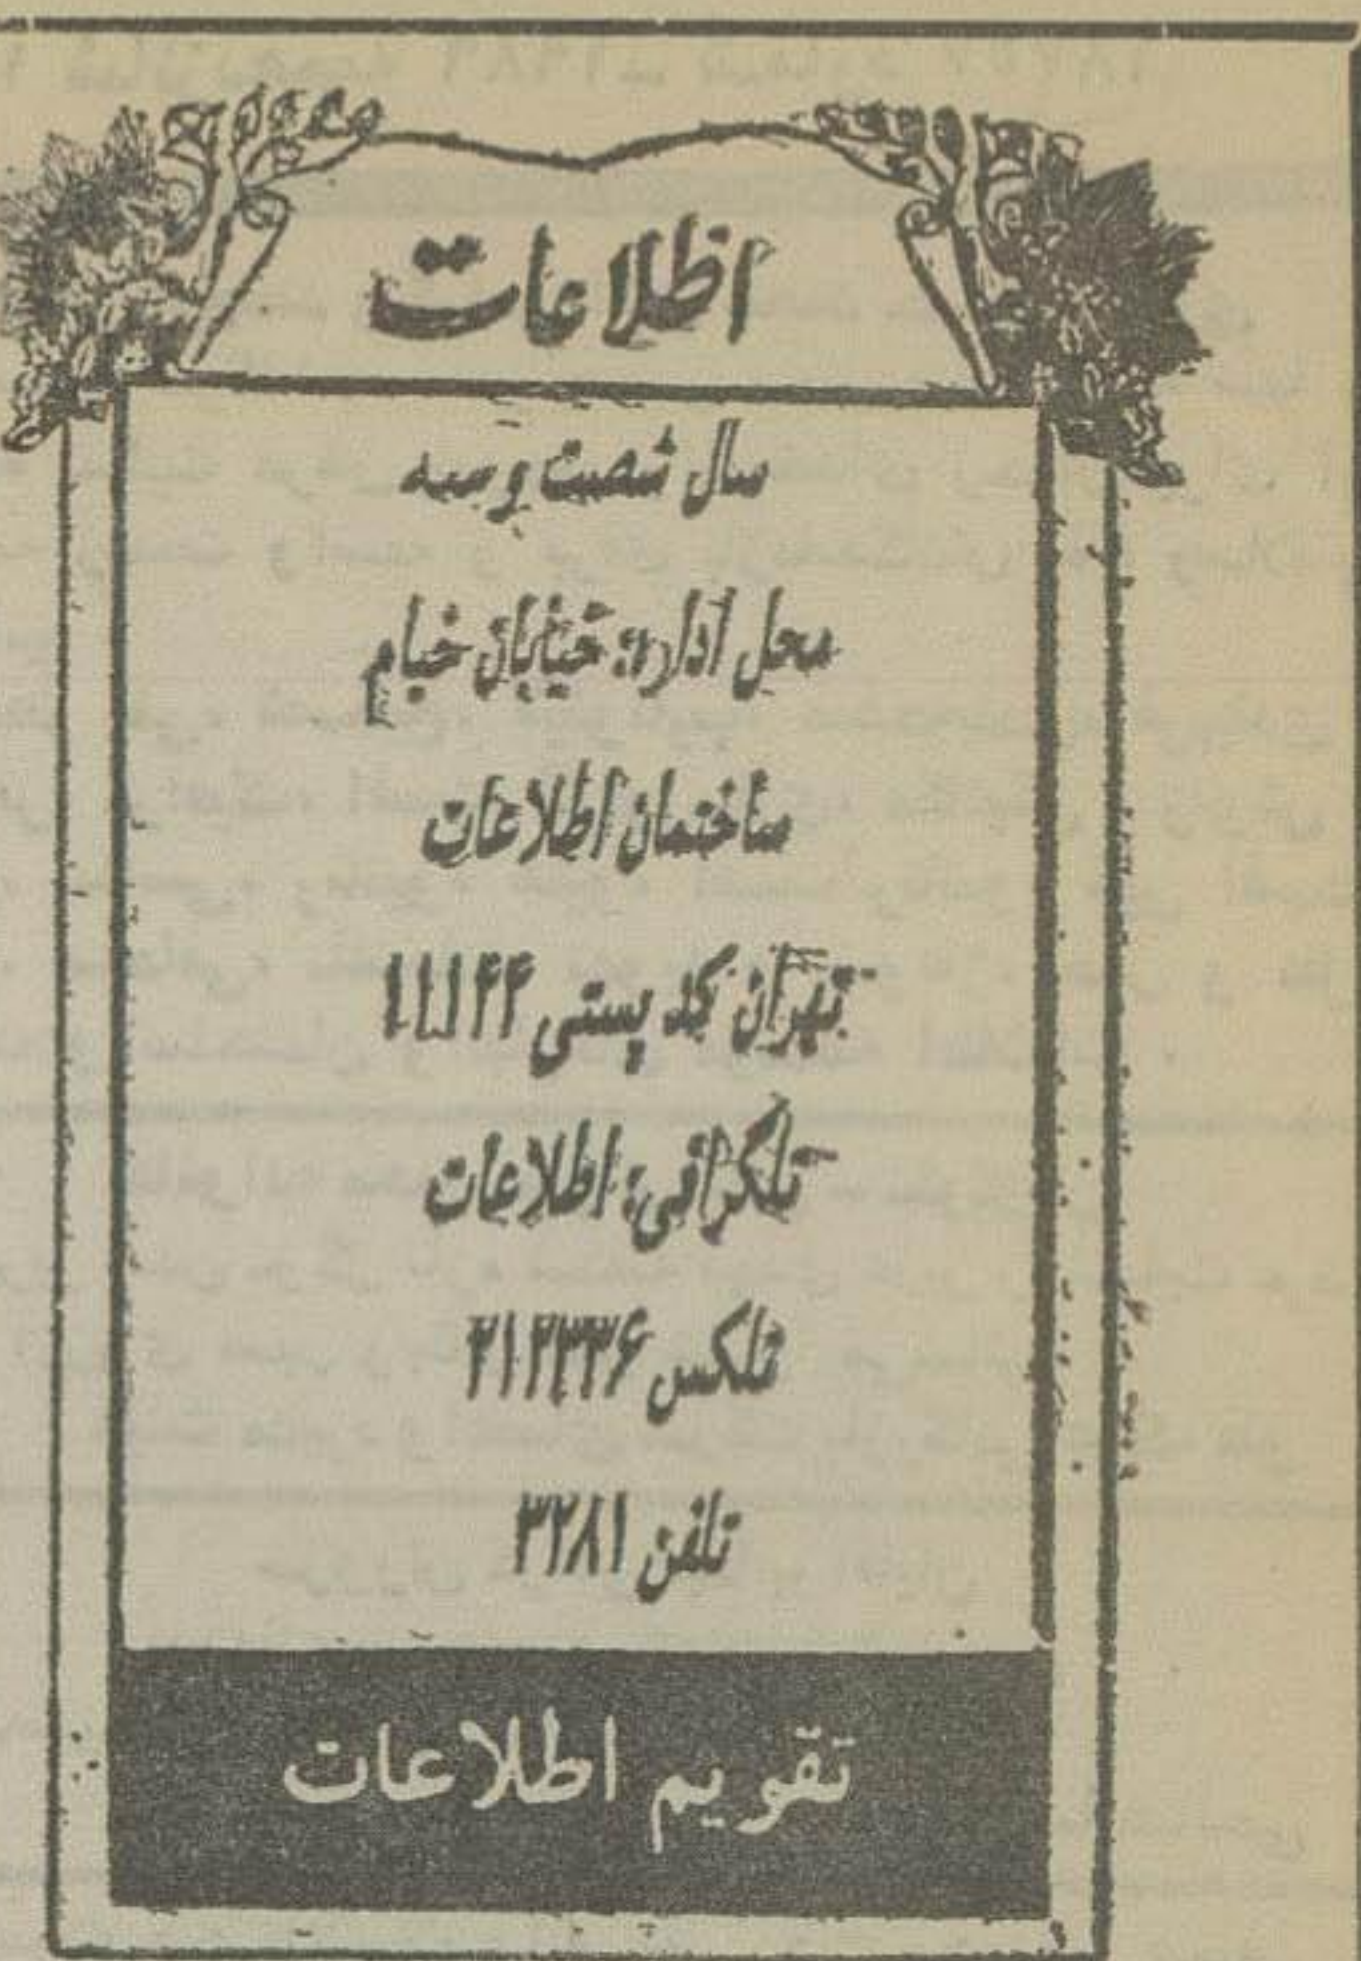 اطلاعات
سال شصت و سه
محل اداره: خیابان خیام
ساختمان اطلاعات
تهران کد پستی ۱۱۱۴۴
تلگرافی: اطلاعات
تلکس ۲۱۲۳۳۶
تلفن ۳۲۸۱
تقویم اطلاعات